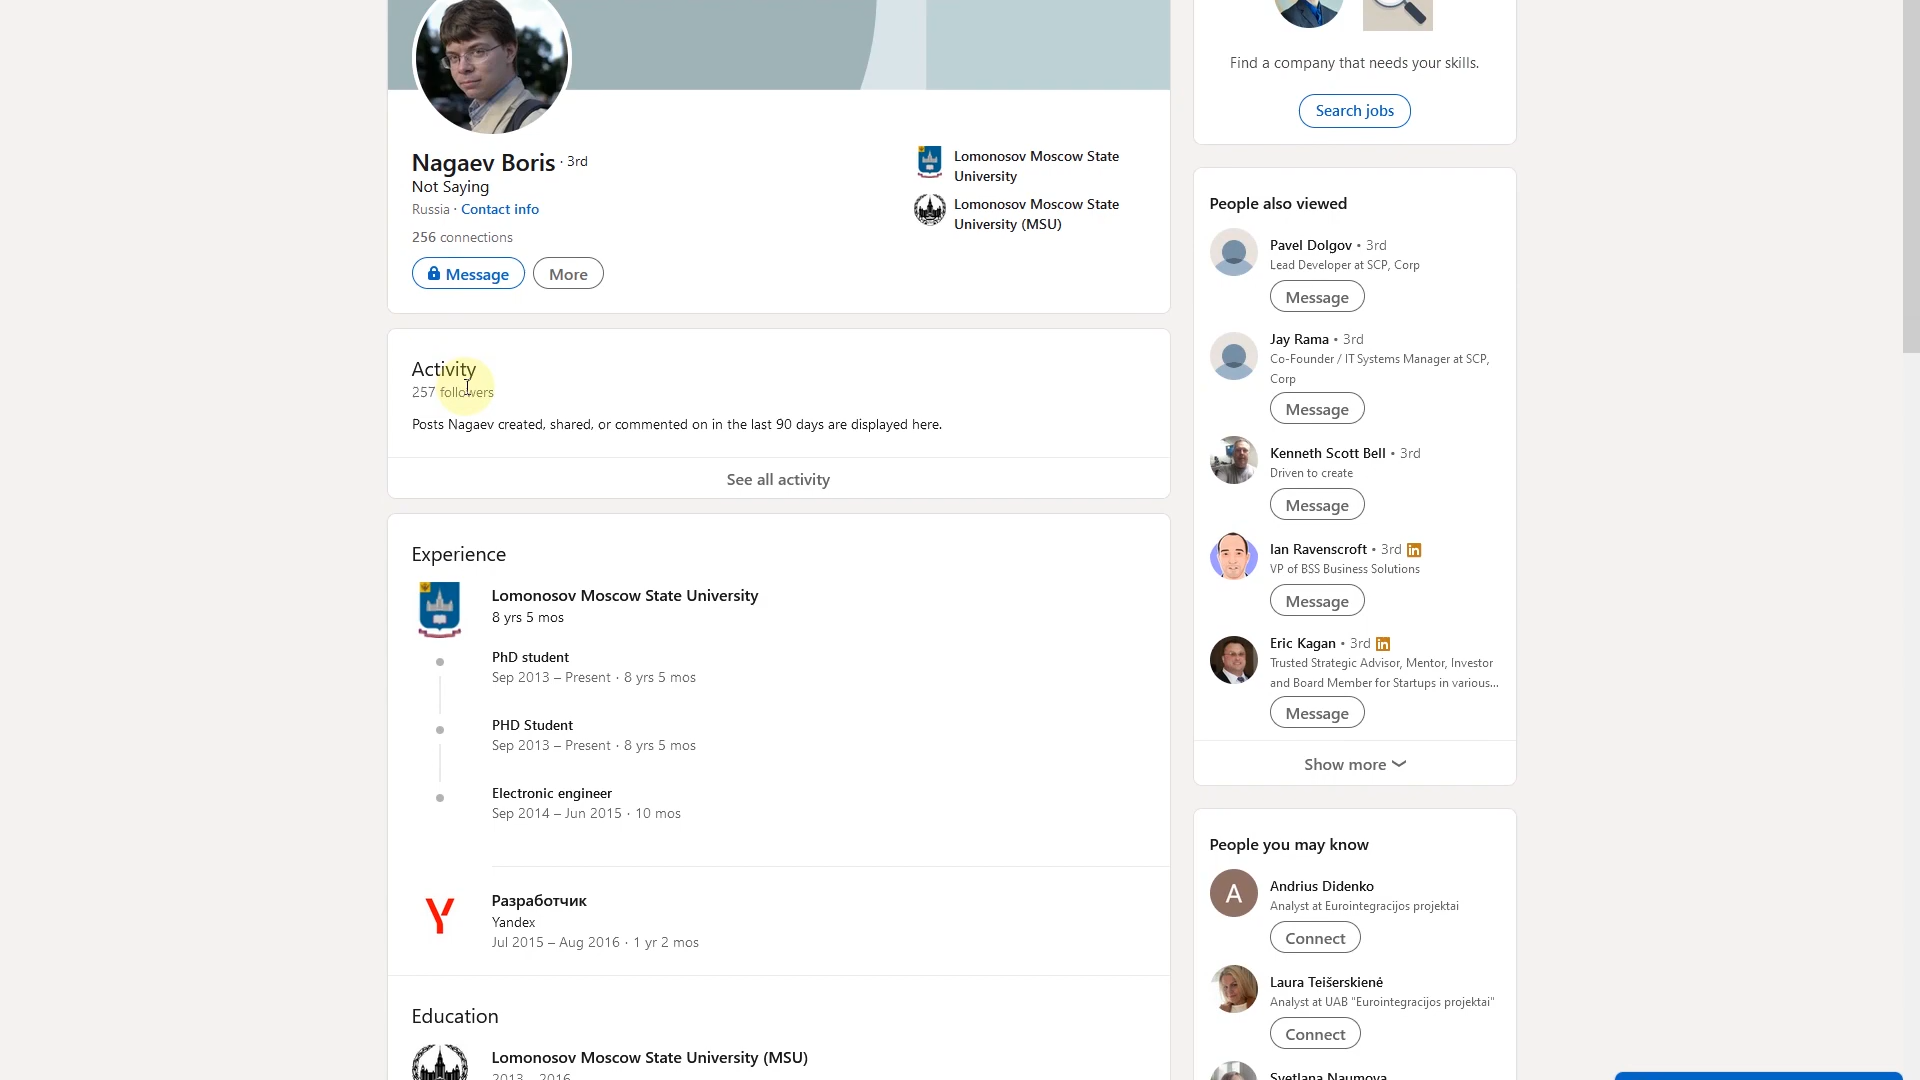 Nagaev Boris · 3rd
Not Saying
Russia · Contact info
256 connections
Message
More
Lomonosov Moscow State
University
Lomonosov Moscow State
University (MSU)
Activity
257 followers
Posts Nagaev created, shared, or commented on in the last 90 days are displayed here.
See all activity
Experience
Lomonosov Moscow State University
8 yrs 5 mos
PhD student
Sep 2013 – Present · 8 yrs 5 mos
PHD Student
Sep 2013 – Present · 8 yrs 5 mos
Electronic engineer
Sep 2014 – Jun 2015 · 10 mos
Разработчик
Yandex
Jul 2015 – Aug 2016 · 1 yr 2 mos
Education
Lomonosov Moscow State University (MSU)
2013 – 2016
Find a company that needs your skills.
Search jobs
People also viewed
Pavel Dolgov • 3rd
Lead Developer at SCP, Corp
Message
Jay Rama • 3rd
Co-Founder / IT Systems Manager at SCP,
Corp
Message
Kenneth Scott Bell • 3rd
Driven to create
Message
Ian Ravenscroft • 3rd in
VP of BSS Business Solutions
Message
Eric Kagan • 3rd in
Trusted Strategic Advisor, Mentor, Investor
and Board Member for Startups in various...
Message
Show more
People you may know
A
Andrius Didenko
Analyst at Eurointegracijos projektai
Connect
Laura Teišerskienė
Analyst at UAB "Eurointegracijos projektai"
Connect
Svetlana Naumova